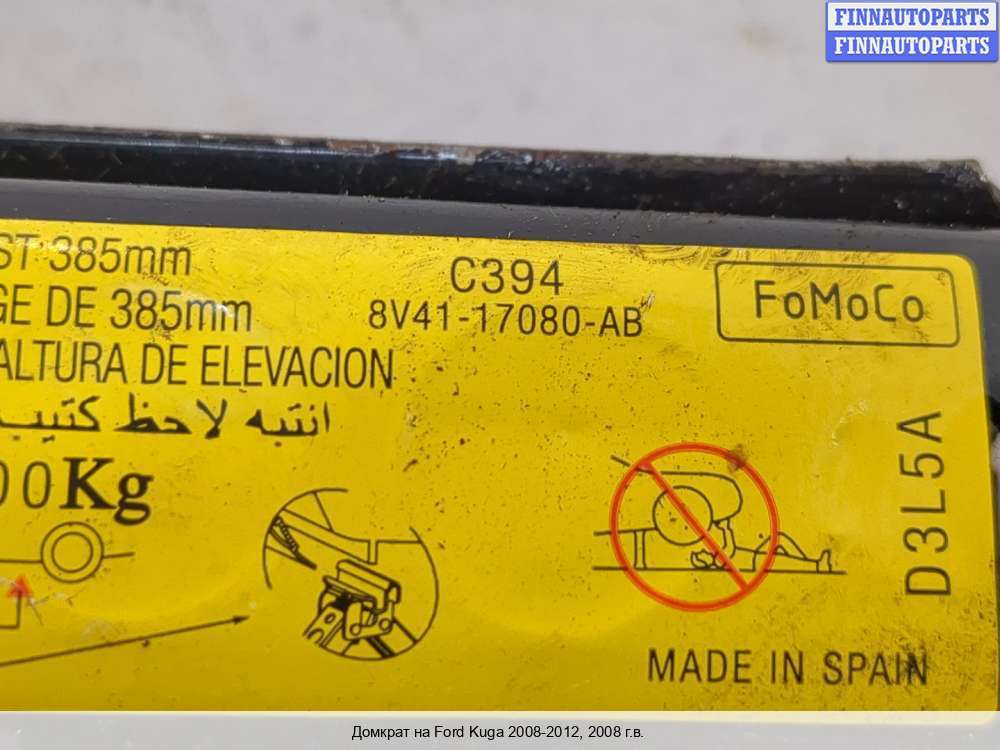 FINNAUTOPARTS
FINNAUTOPARTS
ST 385mm
GE DE 385mm
ALTURA DE ELEVACION
انتبه لاحظ كتيب
00Kg
C394
8V41-17080-AB
FoMoCo
D3L5A
MADE IN SPAIN
Домкрат на Ford Kuga 2008-2012, 2008 г.в.